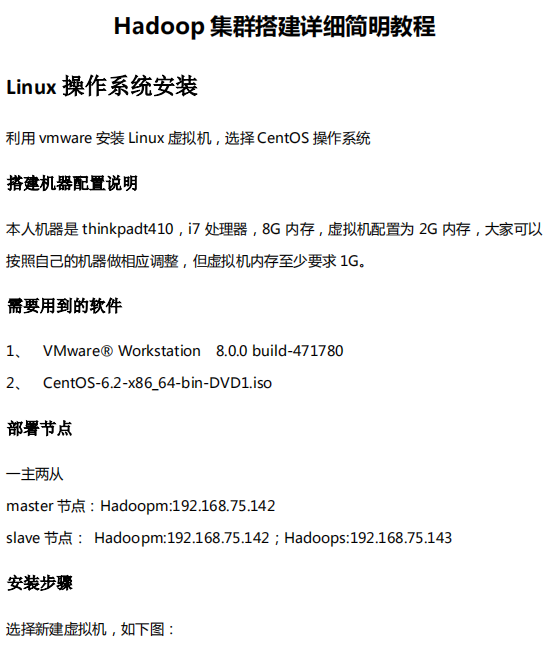 Hadoop 集群搭建详细简明教程
Linux 操作系统安装
利用 vmware 安装 Linux 虚拟机，选择 CentOS 操作系统
搭建机器配置说明
本人机器是 thinkpadt410，i7 处理器，8G 内存，虚拟机配置为 2G 内存，大家可以
按照自己的机器做相应调整，但虚拟机内存至少要求 1G。
需要用到的软件
1、 VMware® Workstation 8.0.0 build-471780
2、 CentOS-6.2-x86_64-bin-DVD1.iso
部署节点
一主两从
master 节点：Hadoopm:192.168.75.142
slave 节点： Hadoopm:192.168.75.142；Hadoops:192.168.75.143
安装步骤
选择新建虚拟机，如下图：